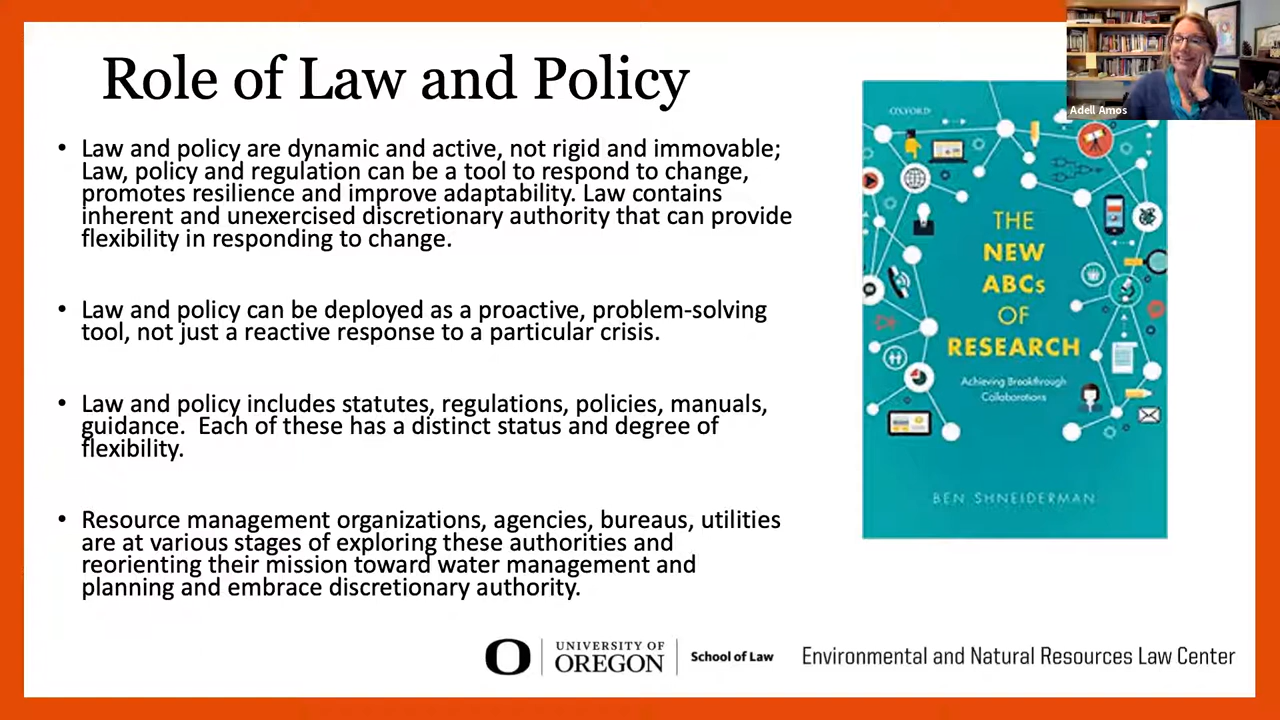 Role of Law and Policy
• Law and policy are dynamic and active, not rigid and immovable;
Law, policy and regulation can be a tool to respond to change,
promotes resilience and improve adaptability. Law contains
inherent and unexercised discretionary authority that can provide
flexibility in responding to change.
• Law and policy can be deployed as a proactive, problem-solving
tool, not just a reactive response to a particular crisis.
• Law and policy includes statutes, regulations, policies, manuals,
guidance.  Each of these has a distinct status and degree of
flexibility.
• Resource management organizations, agencies, bureaus, utilities
are at various stages of exploring these authorities and
reorienting their mission toward water management and
planning and embrace discretionary authority.
Adell Amos
OXFORD
THE
NEW
ABCs
OF
RESEARCH
Achieving Breakthrough
Collaborations
BEN SHNEIDERMAN
O
UNIVERSITY OF
OREGON
School of Law
Environmental and Natural Resources Law Center